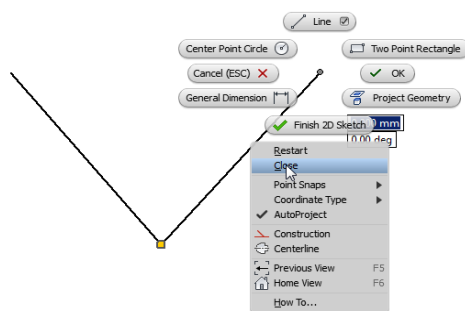 Line
Center Point Circle
Two Point Rectangle
Cancel (ESC)
OK
General Dimension
Project Geometry
Finish 2D Sketch
mm
0.00 deg
Restart
Close
Point Snaps
Coordinate Type
AutoProject
Construction
Centerline
Previous View F5
Home View F6
How To...